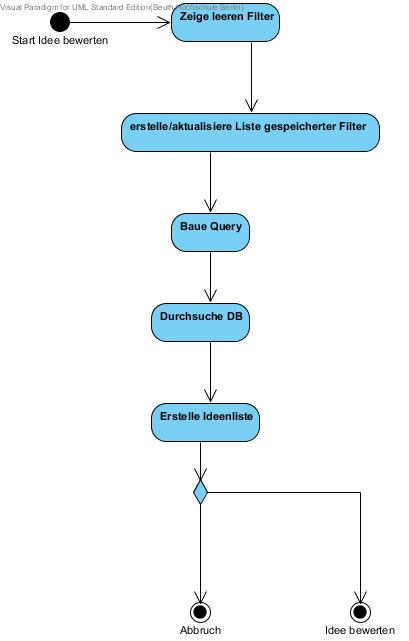 Visual Paradigm for UML Standard Edition(Beuth Hochschule Berlin)
Zeige leeren Filter
Start Idee bewerten
erstelle/aktualisiere Liste gespeicherter Filter
Baue Query
Durchsuche DB
Erstelle Ideenliste
Abbruch
Idee bewerten